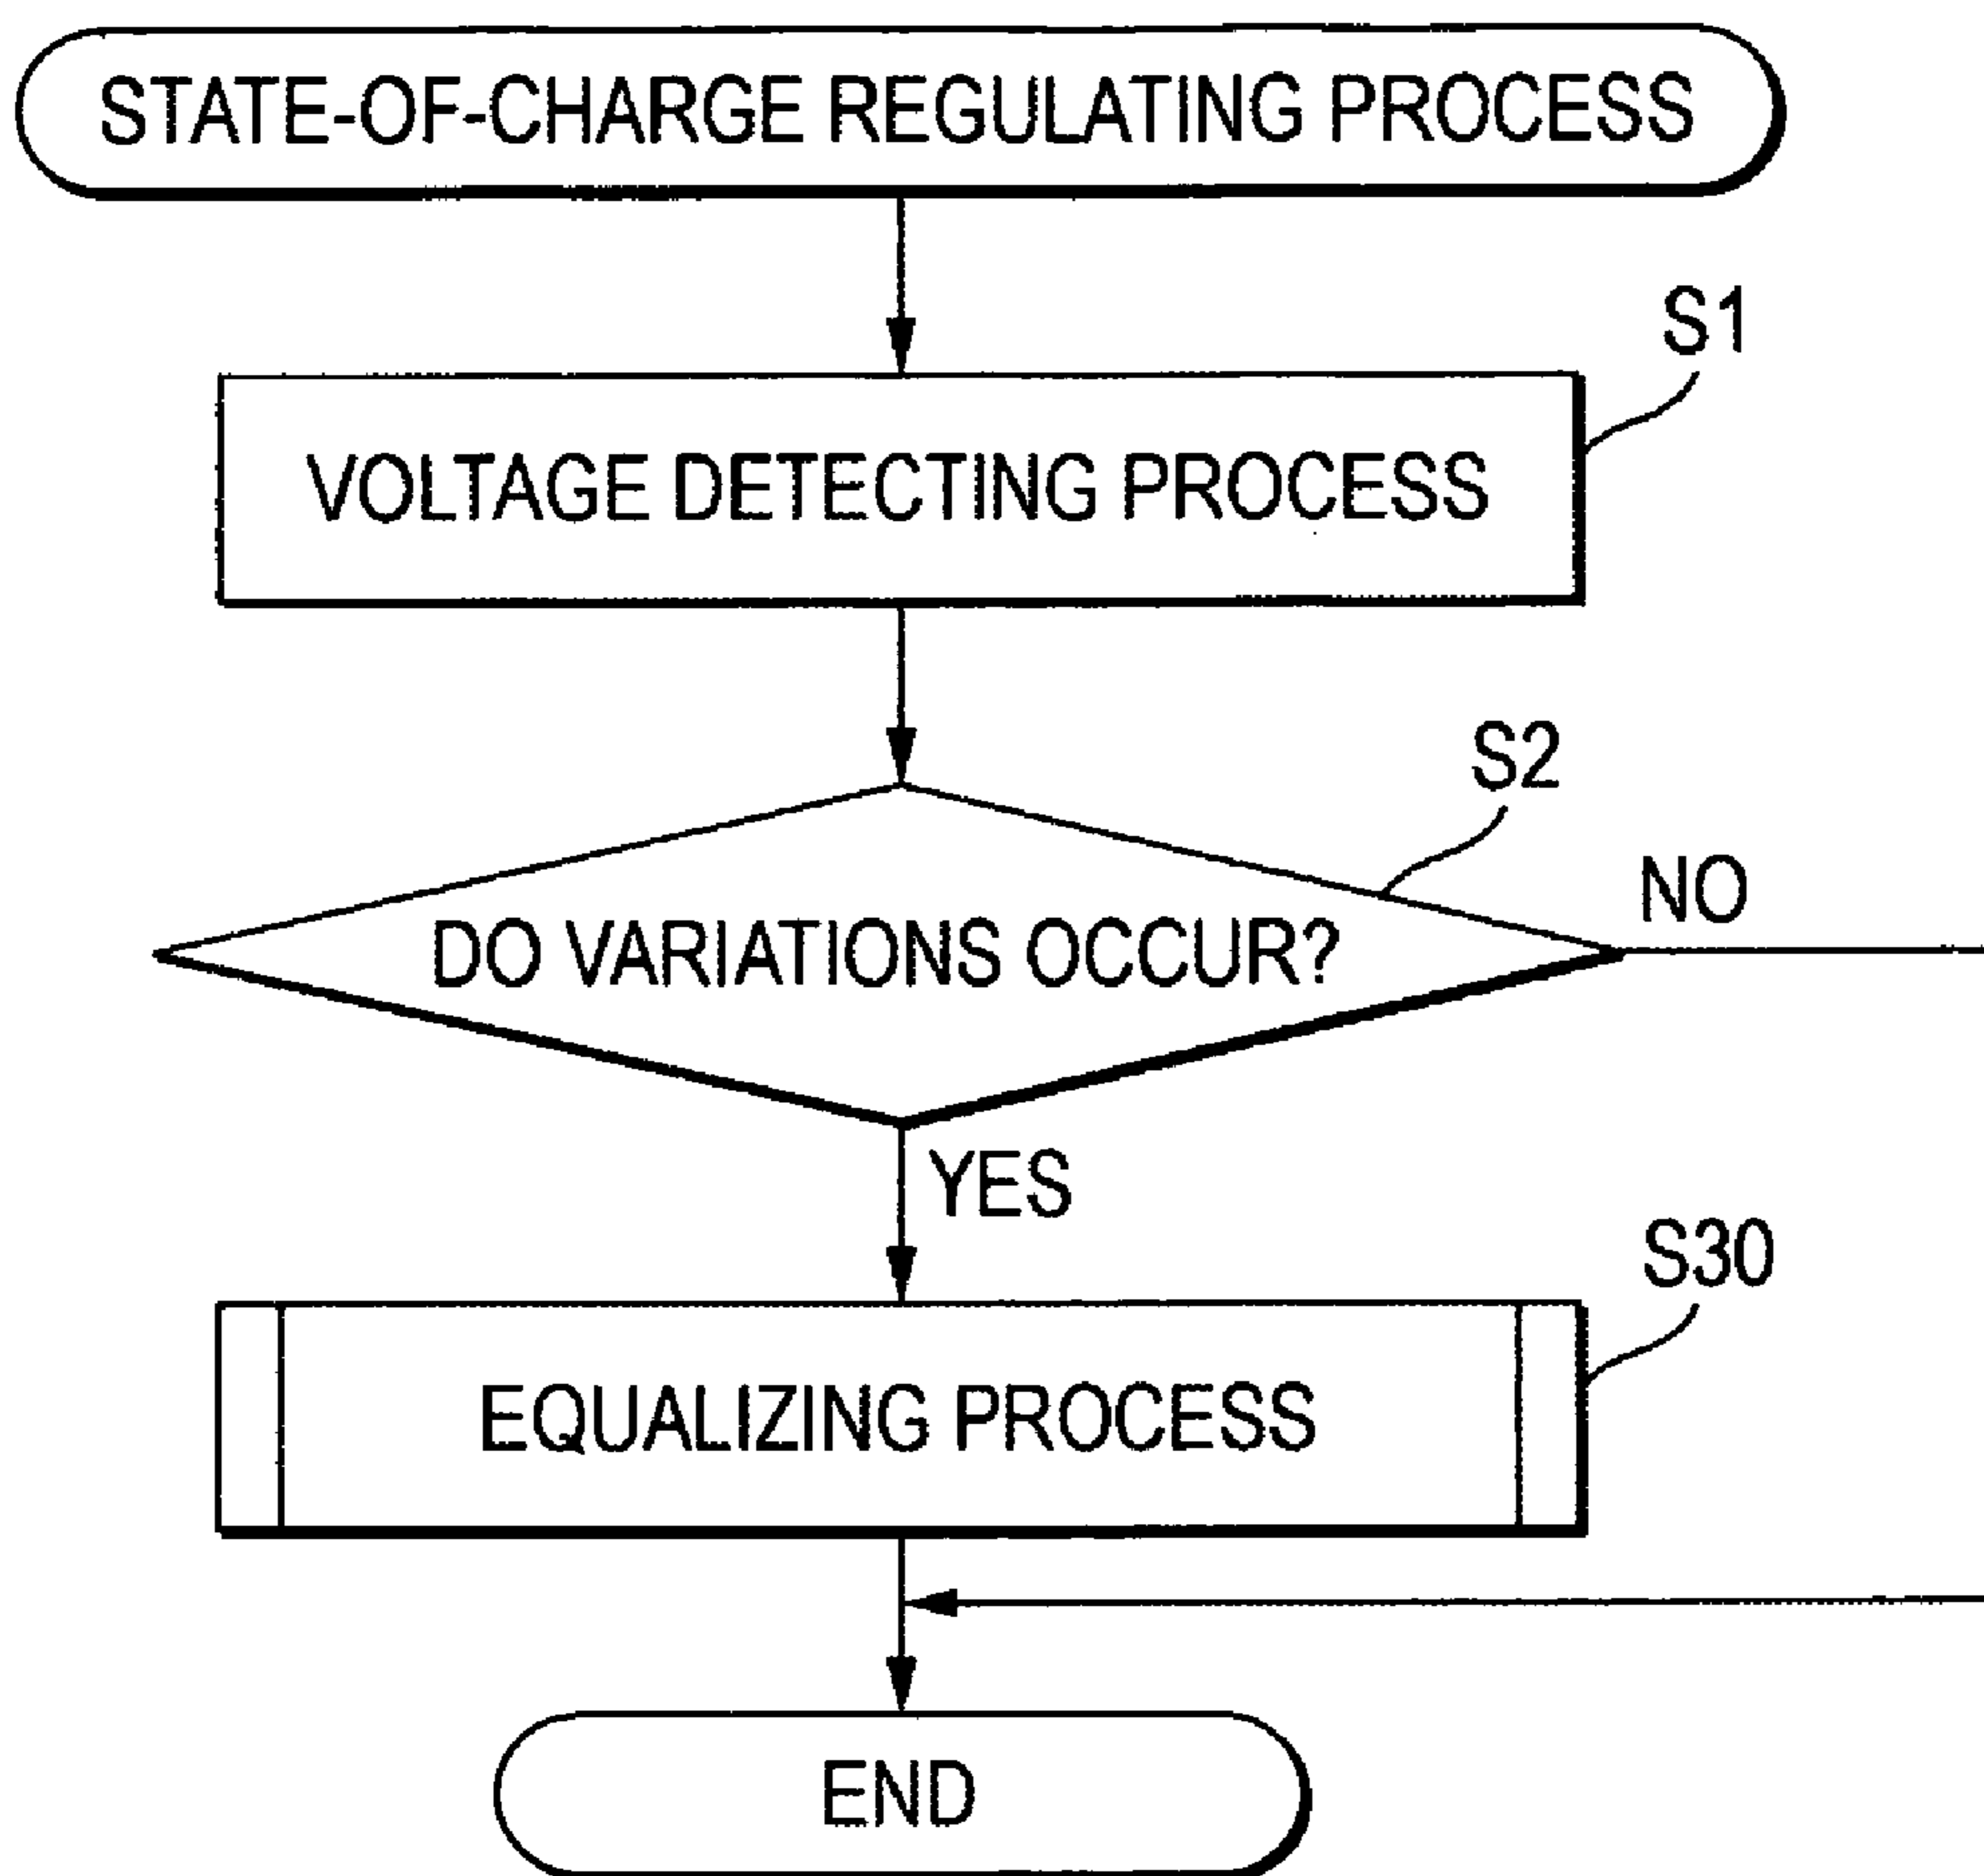 STATE-OF-CHARGE REGULATING PROCESS
S1
VOLTAGE DETECTING PROCESS
S2
DO VARIATIONS OCCUR?
NO
YES
S30
EQUALIZING PROCESS
END